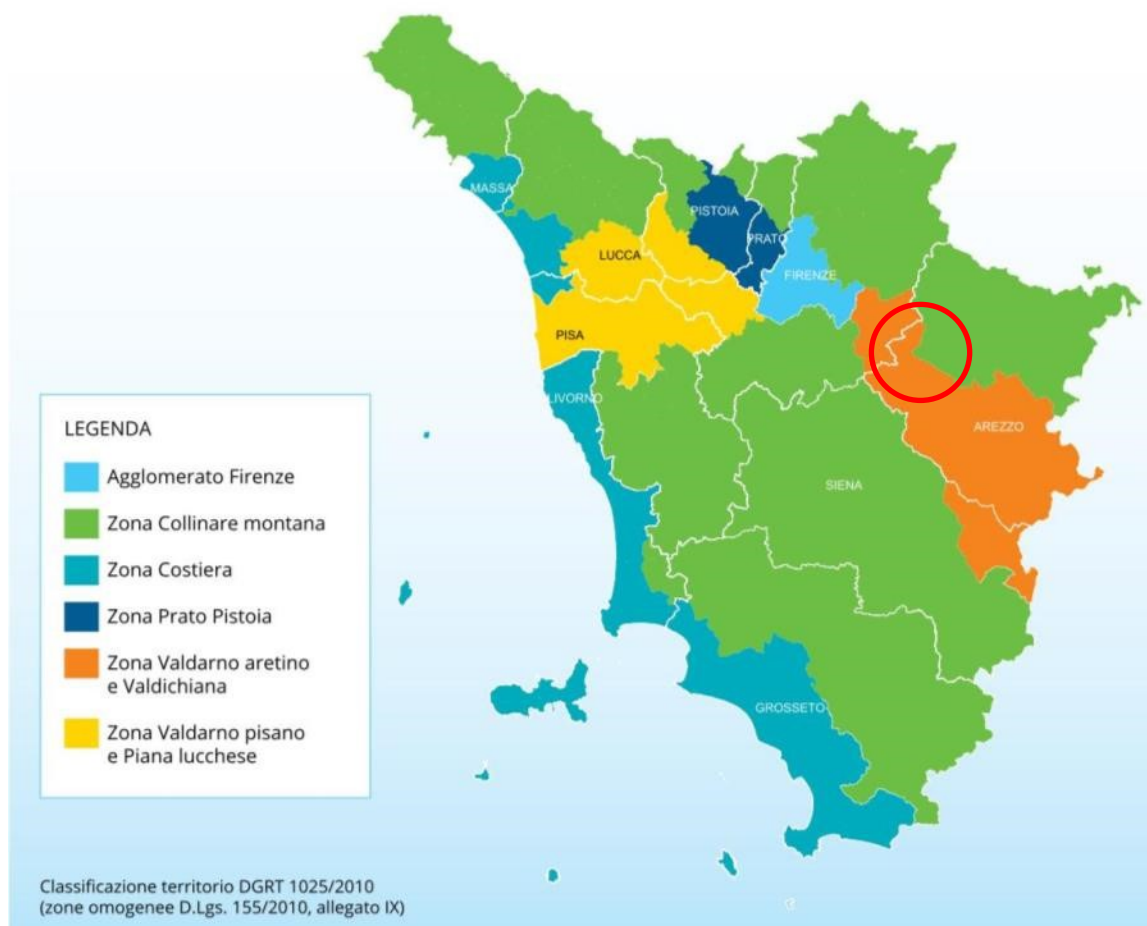 MASSA
PISTOIA
PRATO
LUCCA
FIRENZE
PISA
LIVORNO
AREZZO
SIENA
GROSSETO
LEGENDA
Agglomerato Firenze
Zona Collinare montana
Zona Costiera
Zona Prato Pistoia
Zona Valdarno aretino
e Valdichiana
Zona Valdarno pisano
e Piana lucchese
Classificazione territorio DGRT 1025/2010
(zone omogenee D.Lgs. 155/2010, allegato IX)